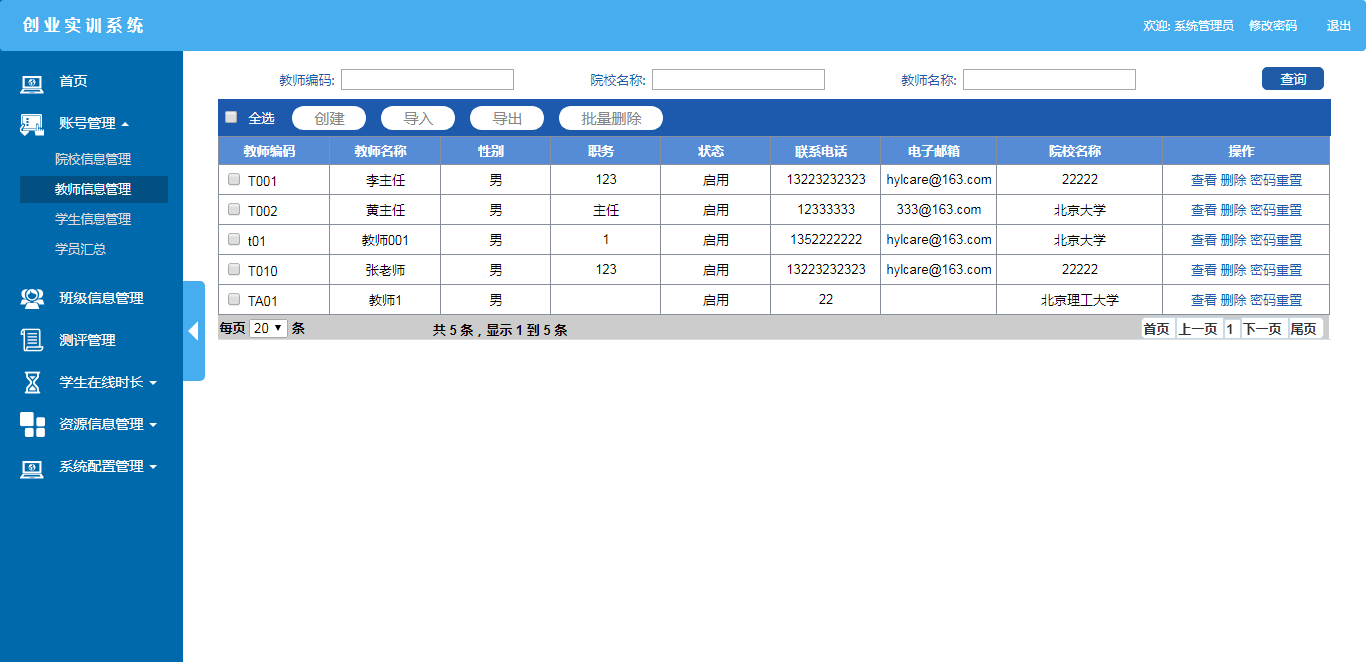 创业实训系统
欢迎: 系统管理员 修改密码 退出
首页
账号管理
院校信息管理
教师信息管理
学生信息管理
学员汇总
班级信息管理
测评管理
学生在线时长
资源信息管理
系统配置管理
教师编码: 院校名称: 教师名称: 查询
全选 创建 导入 导出 批量删除
教师编码 教师名称 性别 职务 状态 联系电话 电子邮箱 院校名称 操作
T001 李主任 男 123 启用 13223232323 hylcare@163.com 22222 查看 删除 密码重置
T002 黄主任 男 主任 启用 12333333 333@163.com 北京大学 查看 删除 密码重置
t01 教师001 男 1 启用 1352222222 hylcare@163.com 北京大学 查看 删除 密码重置
T010 张老师 男 123 启用 13223232323 hylcare@163.com 22222 查看 删除 密码重置
TA01 教师1 男 启用 22 北京理工大学 查看 删除 密码重置
每页 20 条 共 5 条，显示 1 到 5 条 首页 上一页 1 下一页 尾页